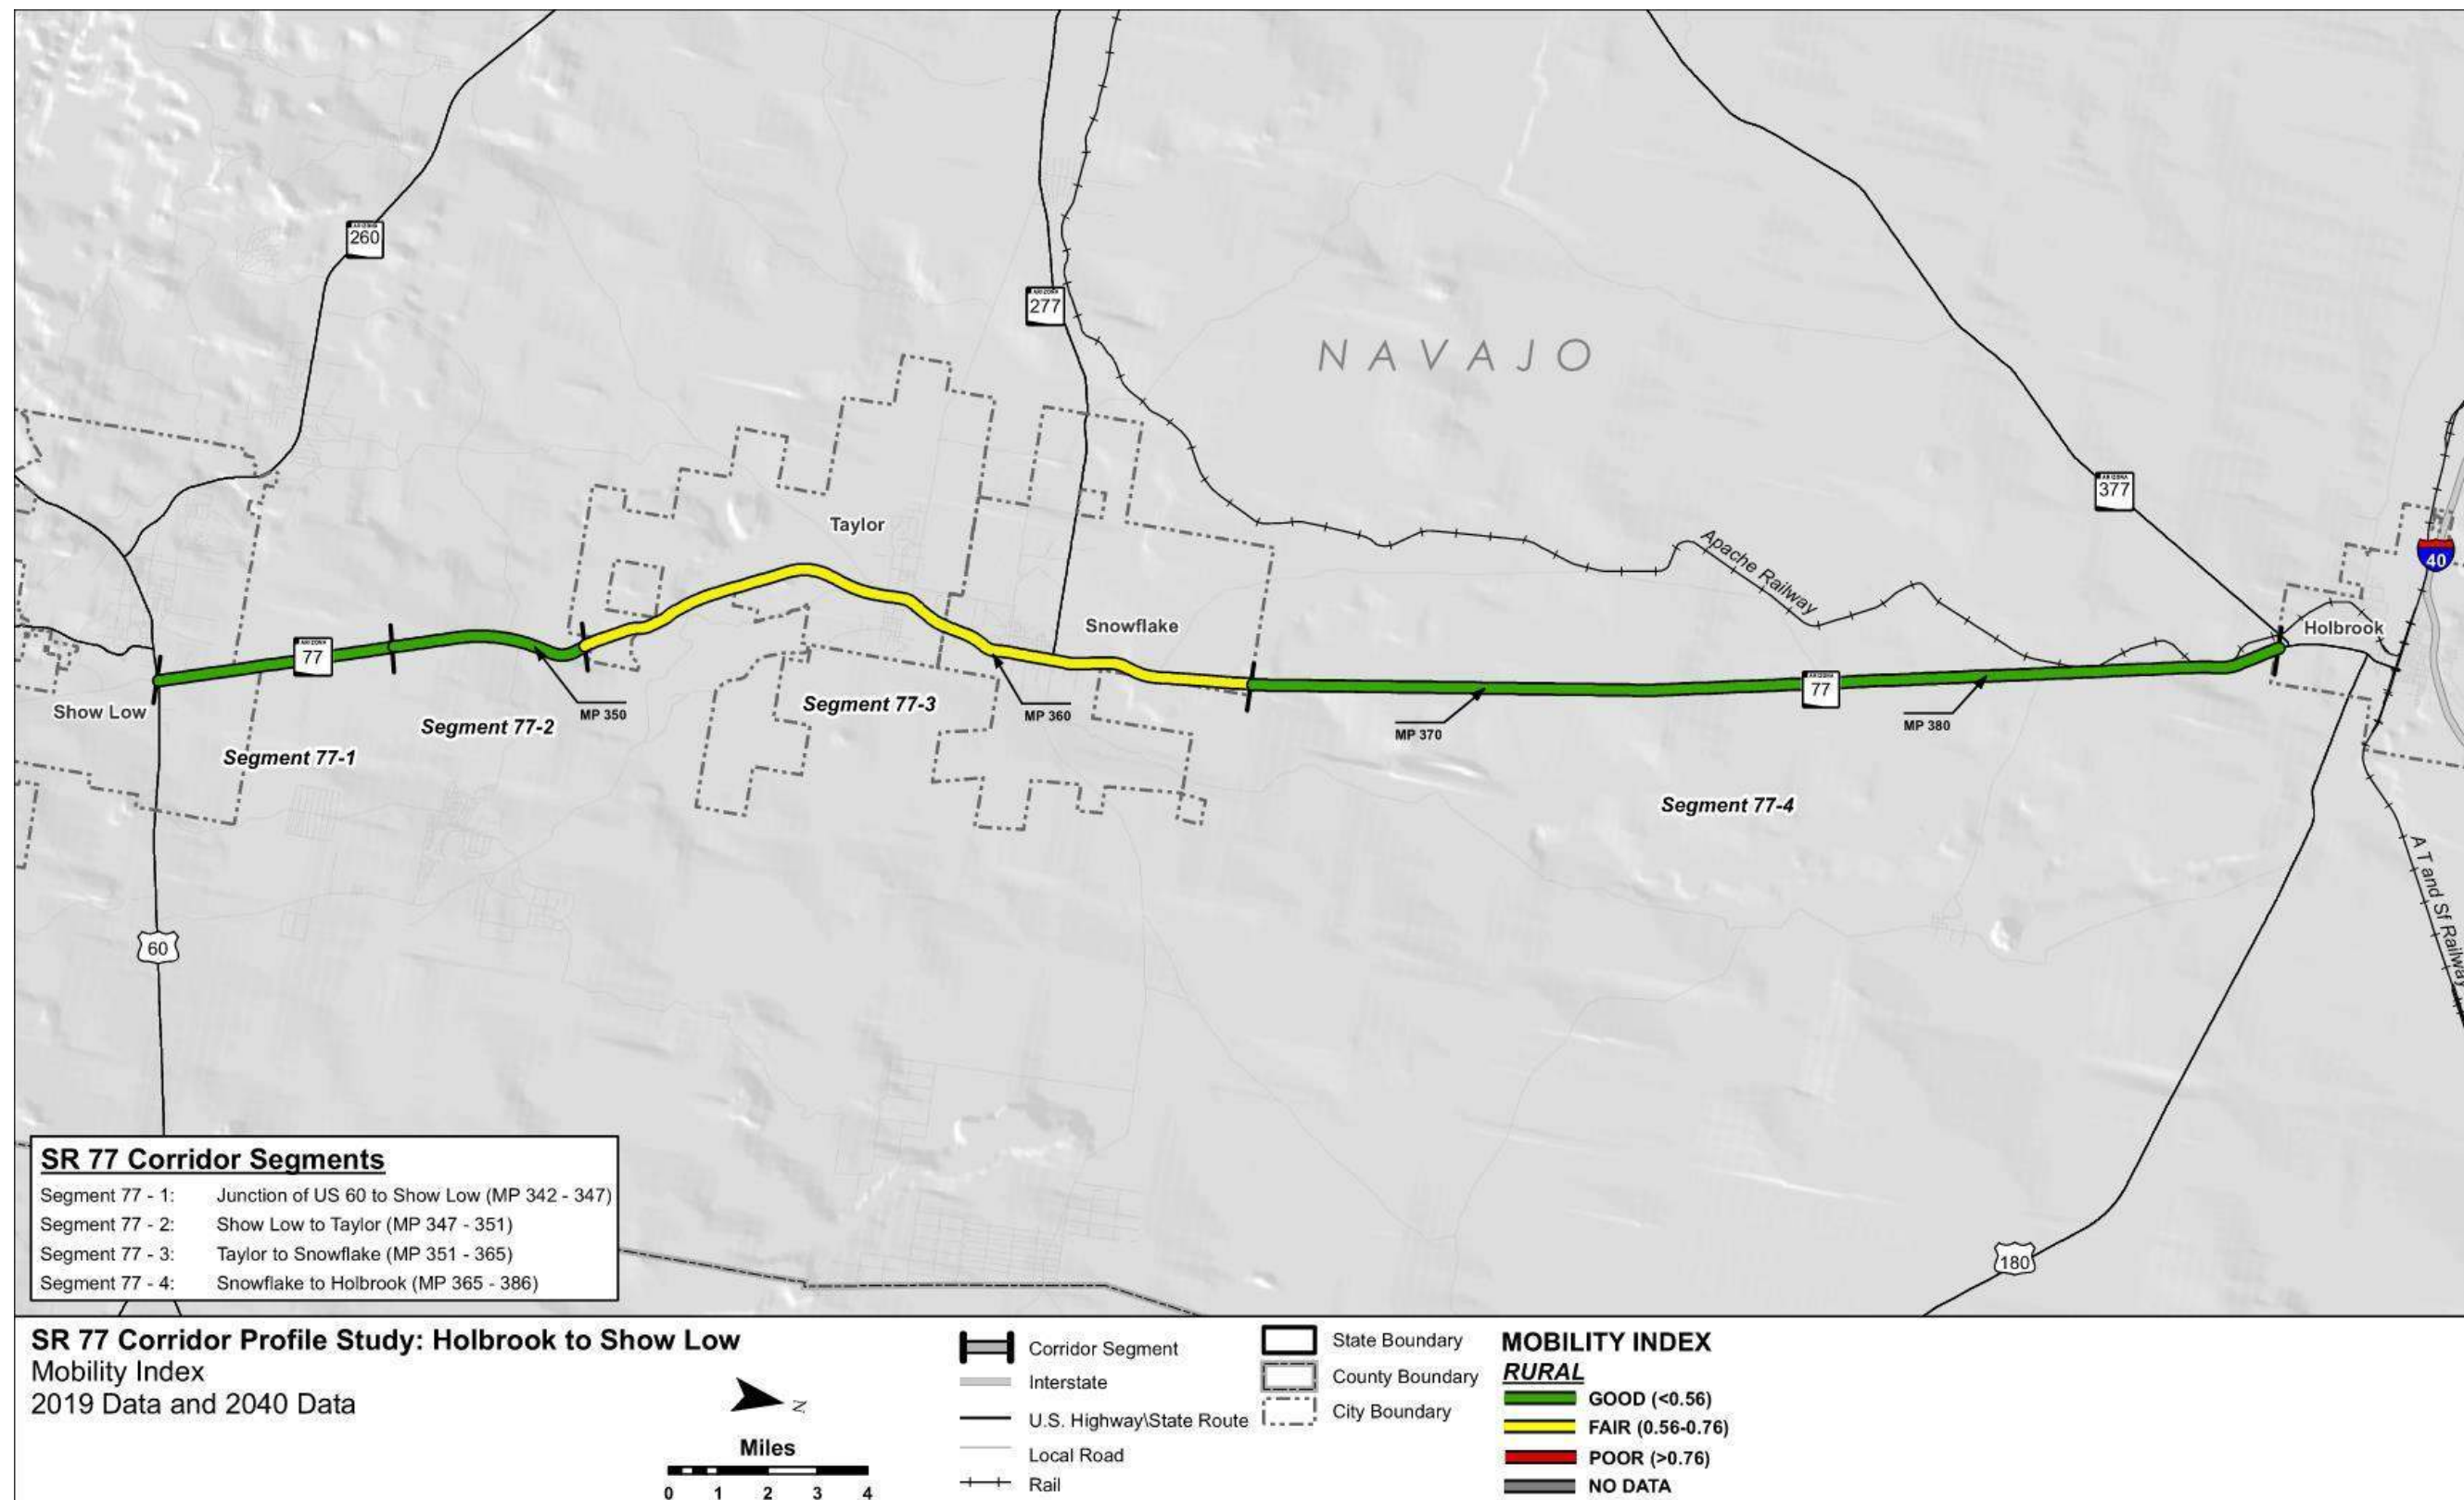 ARIZONA
260
ARIZONA
277
NAVAJO
ARIZONA
377
40
Taylor
Apache Railway
Snowflake
Holbrook
ARIZONA
77
ARIZONA
77
Show Low
Segment 77-1
Segment 77-2
MP 350
Segment 77-3
MP 360
MP 370
MP 380
Segment 77-4
A T and Sf Railway
60
180
SR 77 Corridor Segments
Segment 77 - 1: Junction of US 60 to Show Low (MP 342 - 347)
Segment 77 - 2: Show Low to Taylor (MP 347 - 351)
Segment 77 - 3: Taylor to Snowflake (MP 351 - 365)
Segment 77 - 4: Snowflake to Holbrook (MP 365 - 386)
SR 77 Corridor Profile Study: Holbrook to Show Low
Mobility Index
2019 Data and 2040 Data
N
Miles
0 1 2 3 4
Corridor Segment
Interstate
U.S. Highway\State Route
Local Road
Rail
State Boundary
County Boundary
City Boundary
MOBILITY INDEX
RURAL
GOOD (<0.56)
FAIR (0.56-0.76)
POOR (>0.76)
NO DATA